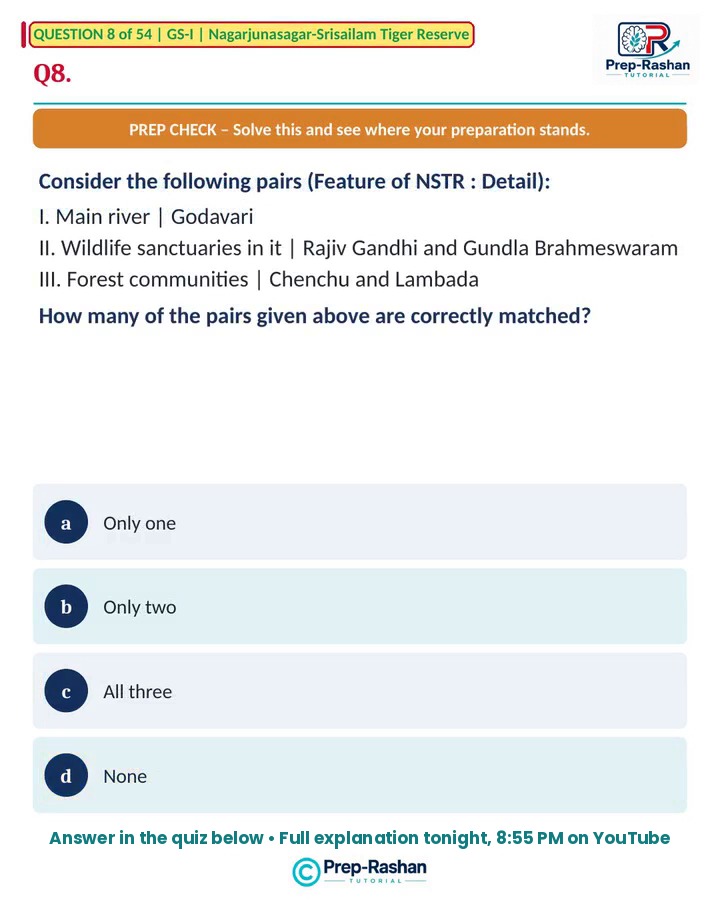 QUESTION 8 of 54 | GS-I | Nagarjunasagar-Srisailam Tiger Reserve
Prep-Rashan
TUTORIAL
Q8.
PREP CHECK – Solve this and see where your preparation stands.
Consider the following pairs (Feature of NSTR : Detail):
I. Main river | Godavari
II. Wildlife sanctuaries in it | Rajiv Gandhi and Gundla Brahmeswaram
III. Forest communities | Chenchu and Lambada
How many of the pairs given above are correctly matched?
a Only one
b Only two
c All three
d None
Answer in the quiz below • Full explanation tonight, 8:55 PM on YouTube
© Prep-Rashan
TUTORIAL